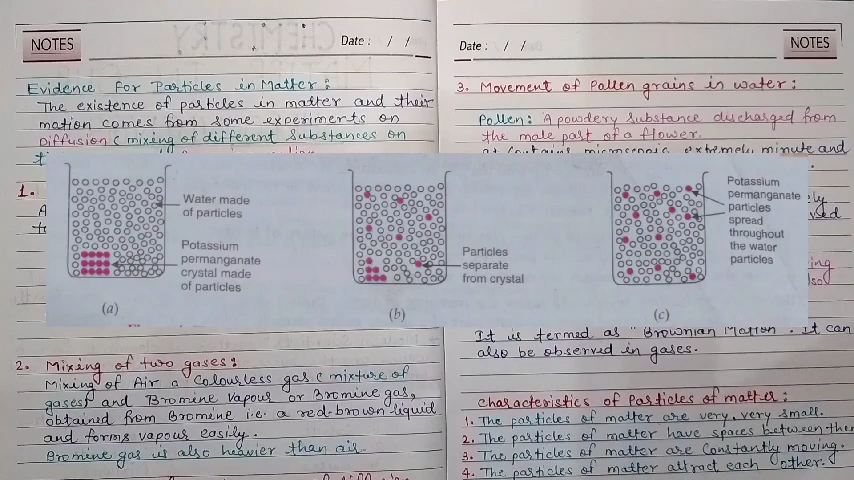 NOTES
Date : / /
Evidence for Particles in Matter :
The existence of particles in matter and their
motion comes from some experiments on
Diffusion ( mixing of different substances on
1.
Water made
of particles
Potassium
permanganate
crystal made
of particles
(a)
Particles
separate
from crystal
(b)
Potassium
permanganate
particles
spread
throughout
the water
particles
(c)
2. Mixing of two gases :
Mixing of Air a Colourless gas ( mixture of
gases) and Bromine Vapour or Bromine gas,
obtained from Bromine i.e. a red-brown liquid
and forms vapour easily.
Bromine gas is also heavier than air.
Date : / /
NOTES
3. Movement of Pollen grains in water :
Pollen : A powdery substance discharged from
the male part of a flower.
It contains microscopic, extremely minute and
It is termed as "Brownian Motion. It can
also be observed in gases.
Characteristics of Particles of matter :
1. The particles of matter are very, very small.
2. The particles of matter have spaces between them
3. The particles of matter are Constantly moving.
4. The particles of matter attract each other.